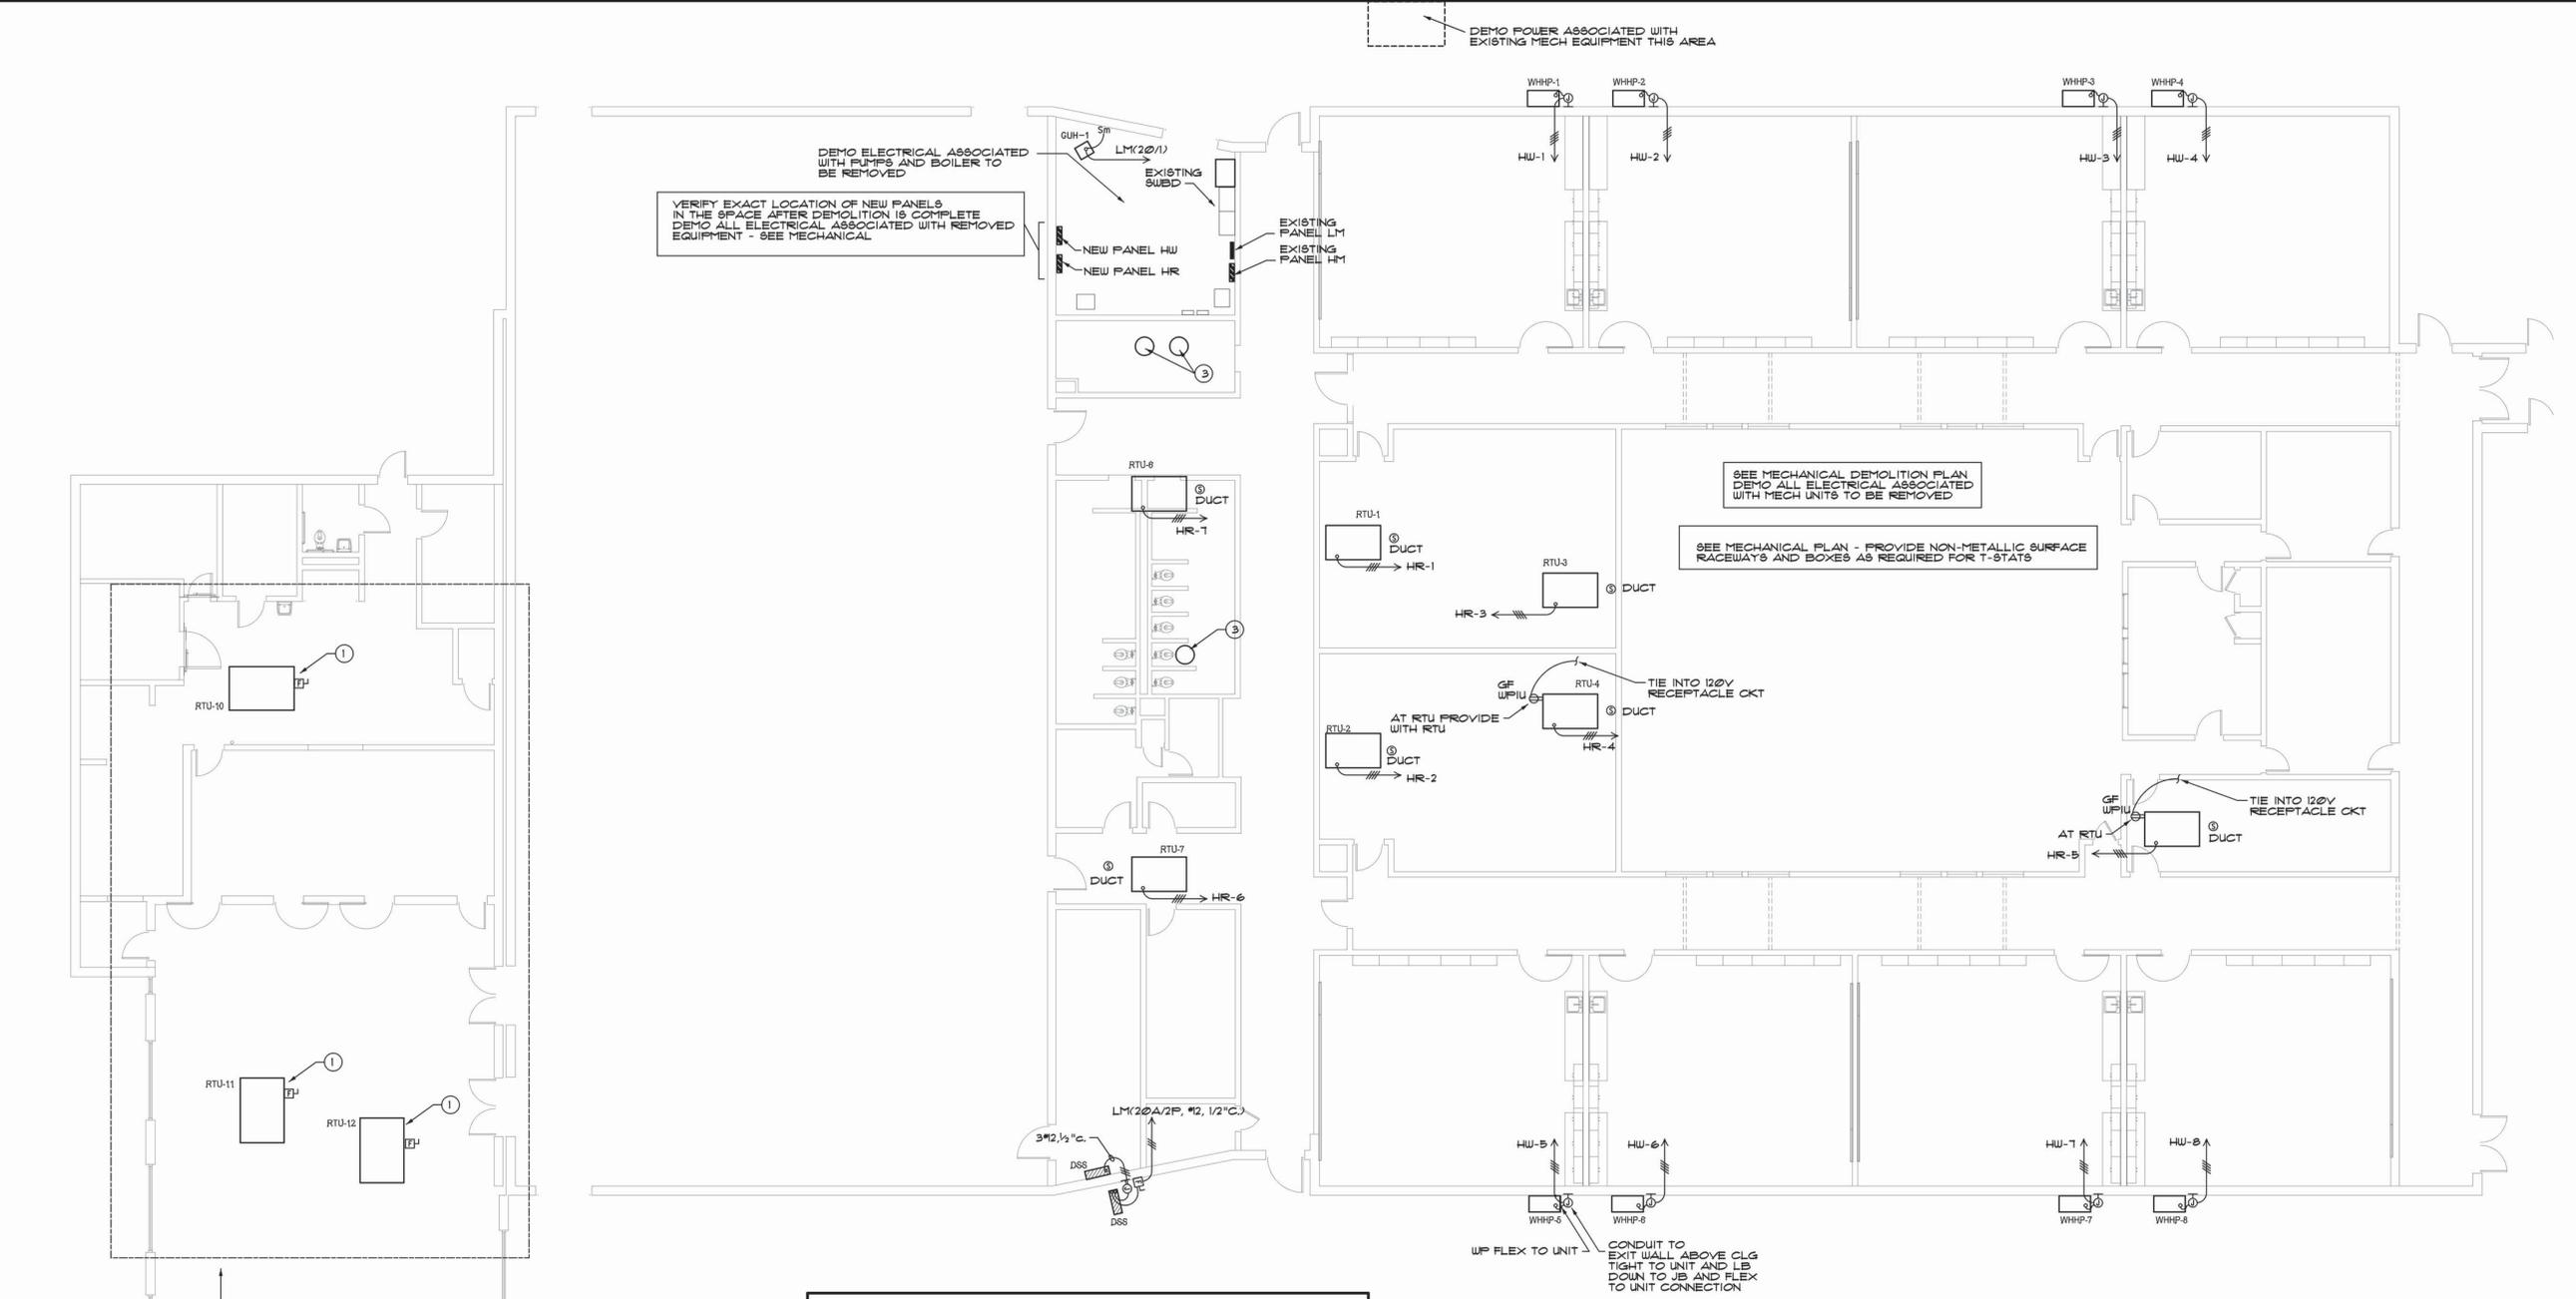 DEMO POWER ASSOCIATED WITH
EXISTING MECH EQUIPMENT THIS AREA
WHHP-1
WHHP-2
WHHP-3
WHHP-4
HW-1
HW-2
HW-3
HW-4
GUH-1
Sm
LM(20/1)
DEMO ELECTRICAL ASSOCIATED
WITH PUMPS AND BOILER TO
BE REMOVED
EXISTING
SWBD
VERIFY EXACT LOCATION OF NEW PANELS
IN THE SPACE AFTER DEMOLITION IS COMPLETE
DEMO ALL ELECTRICAL ASSOCIATED WITH REMOVED
EQUIPMENT - SEE MECHANICAL
NEW PANEL HW
NEW PANEL HR
EXISTING
PANEL LM
EXISTING
PANEL HM
3
RTU-6
S
DUCT
HR-7
SEE MECHANICAL DEMOLITION PLAN
DEMO ALL ELECTRICAL ASSOCIATED
WITH MECH UNITS TO BE REMOVED
SEE MECHANICAL PLAN - PROVIDE NON-METALLIC SURFACE
RACEWAYS AND BOXES AS REQUIRED FOR T-STATS
RTU-1
S
DUCT
HR-1
RTU-3
S DUCT
HR-3
3
1
RTU-10
GF
WPIU
RTU-4
TIE INTO 120V
RECEPTACLE CKT
S DUCT
AT RTU PROVIDE
WITH RTU
HR-4
RTU-2
S
DUCT
HR-2
GF
WPIU
TIE INTO 120V
RECEPTACLE CKT
AT RTU
S
DUCT
HR-5
RTU-7
S
DUCT
HR-6
1
RTU-11
1
RTU-12
F
F
F
LM(20A/2P, #12, 1/2"C.)
3#12,1/2"C.
DSS
DSS
F
HW-5
HW-6
HW-7
HW-8
WHHP-5
WHHP-6
WHHP-7
WHHP-8
WP FLEX TO UNIT
CONDUIT TO
EXIT WALL ABOVE CLG
TIGHT TO UNIT AND LB
DOWN TO JB AND FLEX
TO UNIT CONNECTION